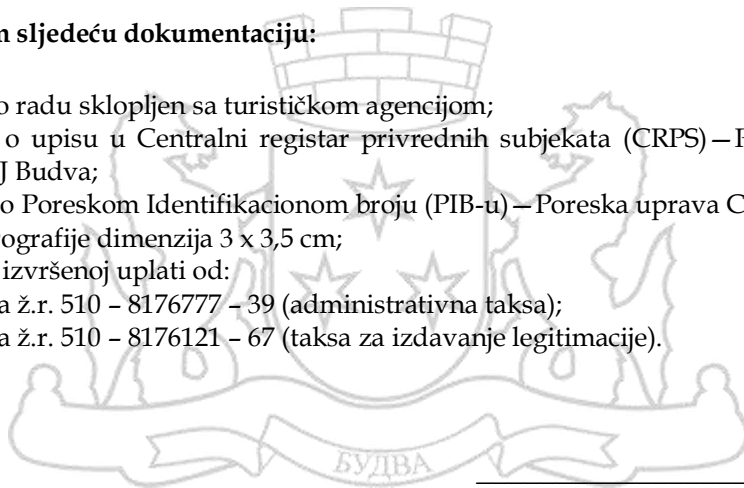 sljedeću dokumentaciju:
o radu sklopljen sa turističkom agencijom;
o upisu u Centralni registar privrednih subjekata (CRPS)—
Budva;
o Poreskom Identifikacionom broju (PIB-u)—Poreska uprava
dimenzija 3 x 3,5 cm;
izvršenoj uplati od:
ž.r. 510 – 8176777 – 39 (administrativna taksa);
ž.r. 510 – 8176121 – 67 (taksa za izdavanje legitimacije).
БУДВА